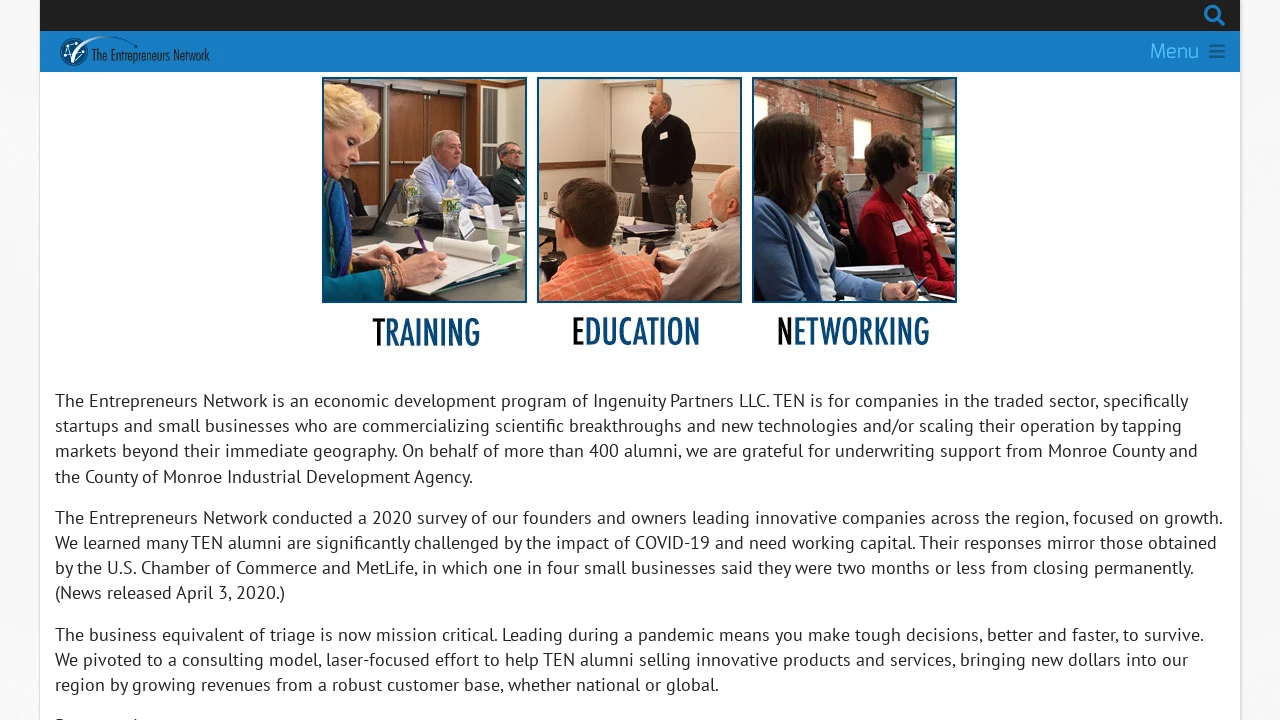 The Entrepreneurs Network
Menu
TRAINING EDUCATION NETWORKING
The Entrepreneurs Network is an economic development program of Ingenuity Partners LLC. TEN is for companies in the traded sector, specifically
startups and small businesses who are commercializing scientific breakthroughs and new technologies and/or scaling their operation by tapping
markets beyond their immediate geography. On behalf of more than 400 alumni, we are grateful for underwriting support from Monroe County and
the County of Monroe Industrial Development Agency.
The Entrepreneurs Network conducted a 2020 survey of our founders and owners leading innovative companies across the region, focused on growth.
We learned many TEN alumni are significantly challenged by the impact of COVID-19 and need working capital. Their responses mirror those obtained
by the U.S. Chamber of Commerce and MetLife, in which one in four small businesses said they were two months or less from closing permanently.
(News released April 3, 2020.)
The business equivalent of triage is now mission critical. Leading during a pandemic means you make tough decisions, better and faster, to survive.
We pivoted to a consulting model, laser-focused effort to help TEN alumni selling innovative products and services, bringing new dollars into our
region by growing revenues from a robust customer base, whether national or global.